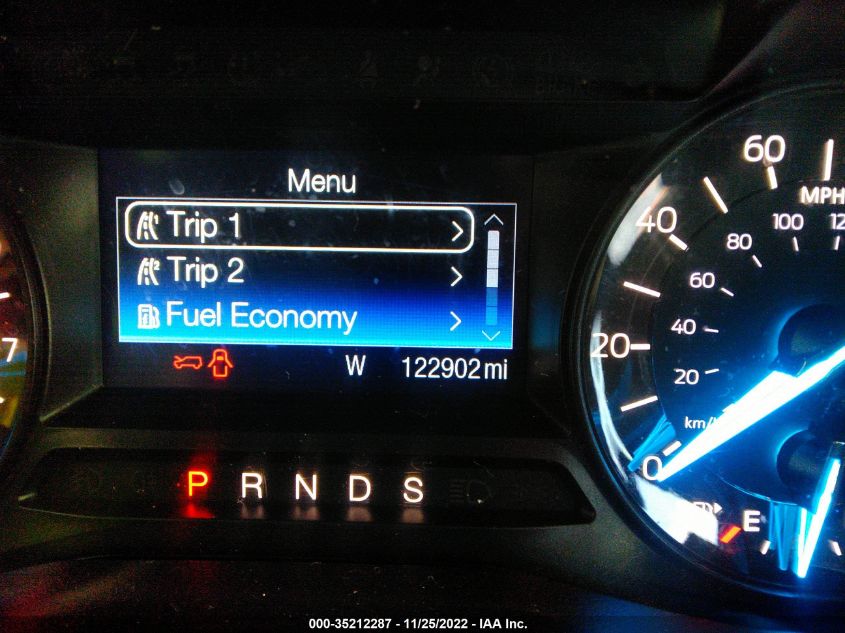 Menu
Trip 1
Trip 2
Fuel Economy
W 122902 mi
P R N D S
7
60
MPH
40
100
80
60
20
40
20
km/
0
E
000-35212287 - 11/25/2022 - IAA Inc.